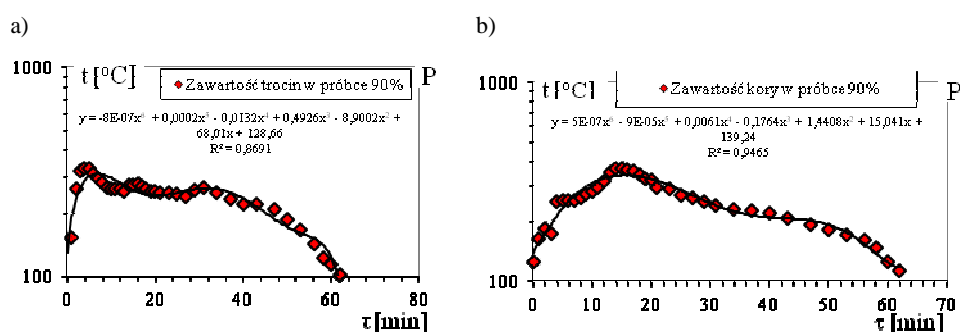 a)
b)
1000
t [°C]
P
Zawartość trocin w próbce 90%
y = -8E-07x⁶ + 0,0002x⁵ - 0,0132x⁴ + 0,4926x³ - 8,9002x² +
68,01x + 128,66
R² = 0,8691
100
0 20 40 60 80
τ [min]
1000
t [°C]
P
Zawartość kory w próbce 90%
y = 5E-07x⁶ - 9E-05x⁵ + 0,0061x⁴ - 0,1764x³ + 1,4408x² + 15,041x +
139,24
R² = 0,9465
100
0 10 20 30 40 50 60 70
τ [min]